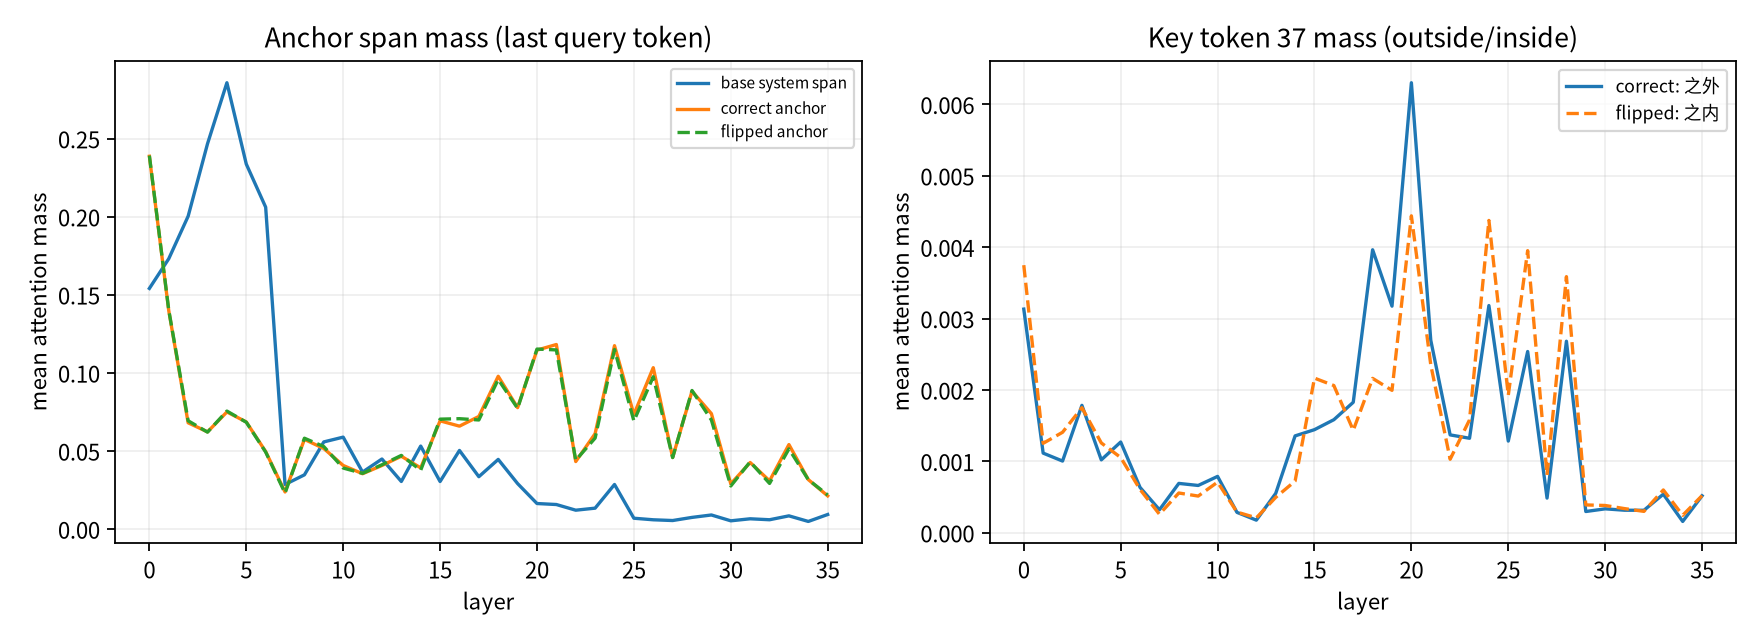 Anchor span mass (last query token)
mean attention mass
0.25
0.20
0.15
0.10
0.05
0.00
base system span
correct anchor
flipped anchor
0 5 10 15 20 25 30 35
layer
Key token 37 mass (outside/inside)
mean attention mass
0.006
0.005
0.004
0.003
0.002
0.001
0.000
correct: 之外
flipped: 之内
0 5 10 15 20 25 30 35
layer